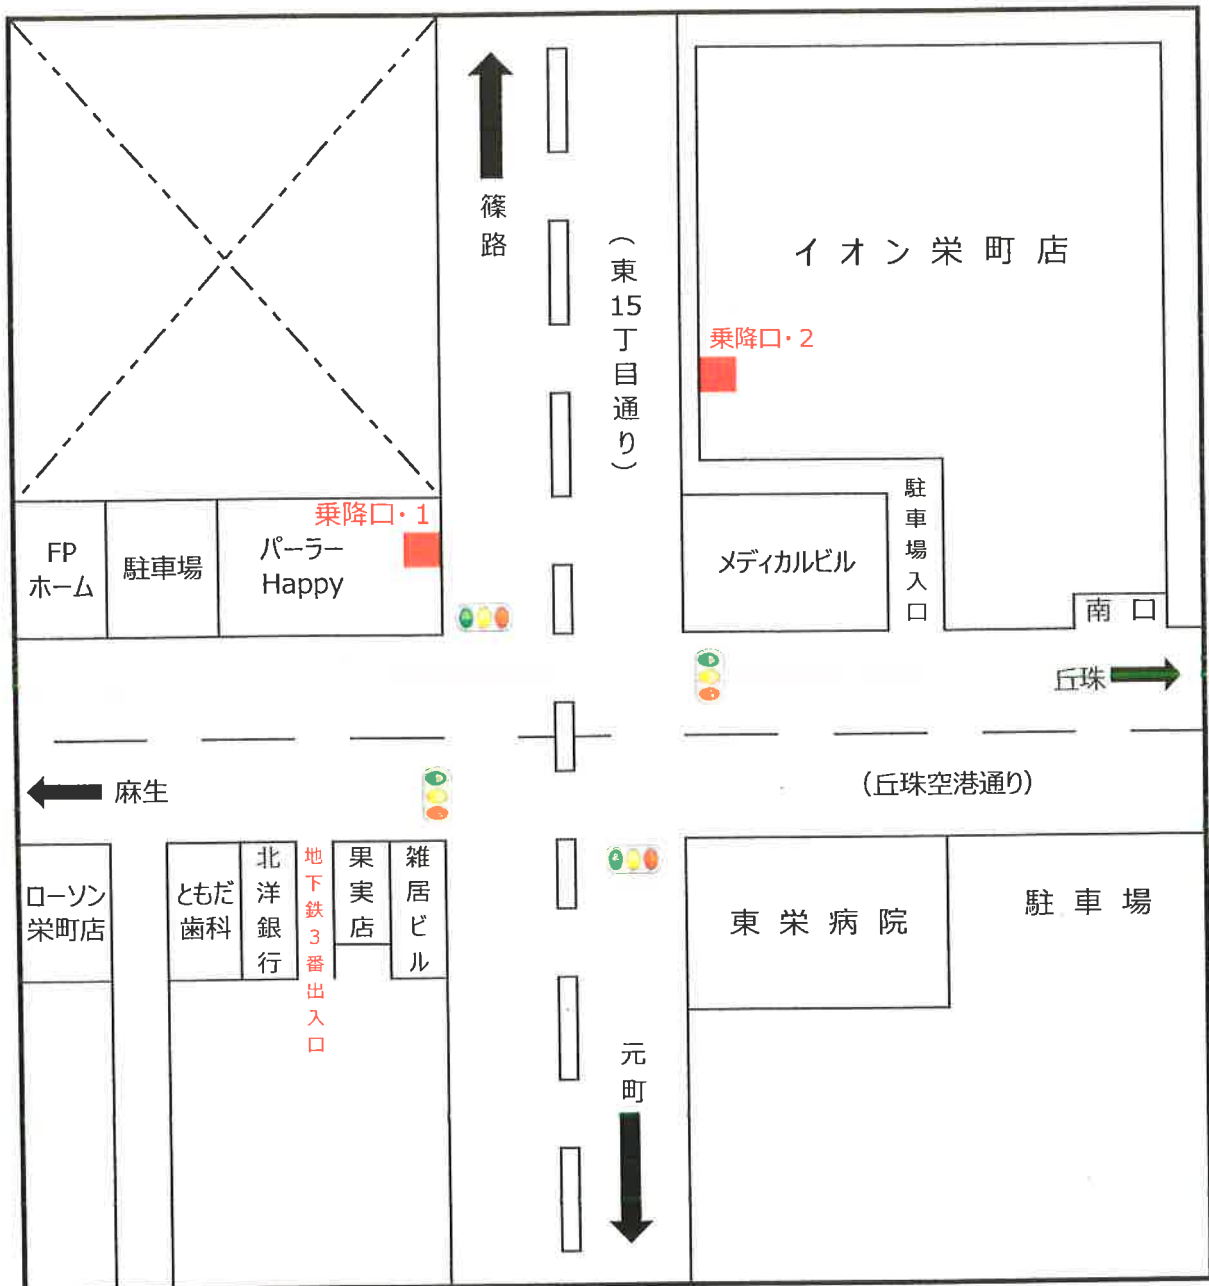 篠路
(東15丁目通り)
イオン栄町店
乗降口・2
乗降口・1
FP
ホーム
駐車場
パーラー
Happy
メディカルビル
駐車場入口
南口
丘珠
麻生
(丘珠空港通り)
ローソン
栄町店
ともだ
歯科
北洋銀行
地下鉄3番出入口
果実店
雑居ビル
東栄病院
駐車場
元町